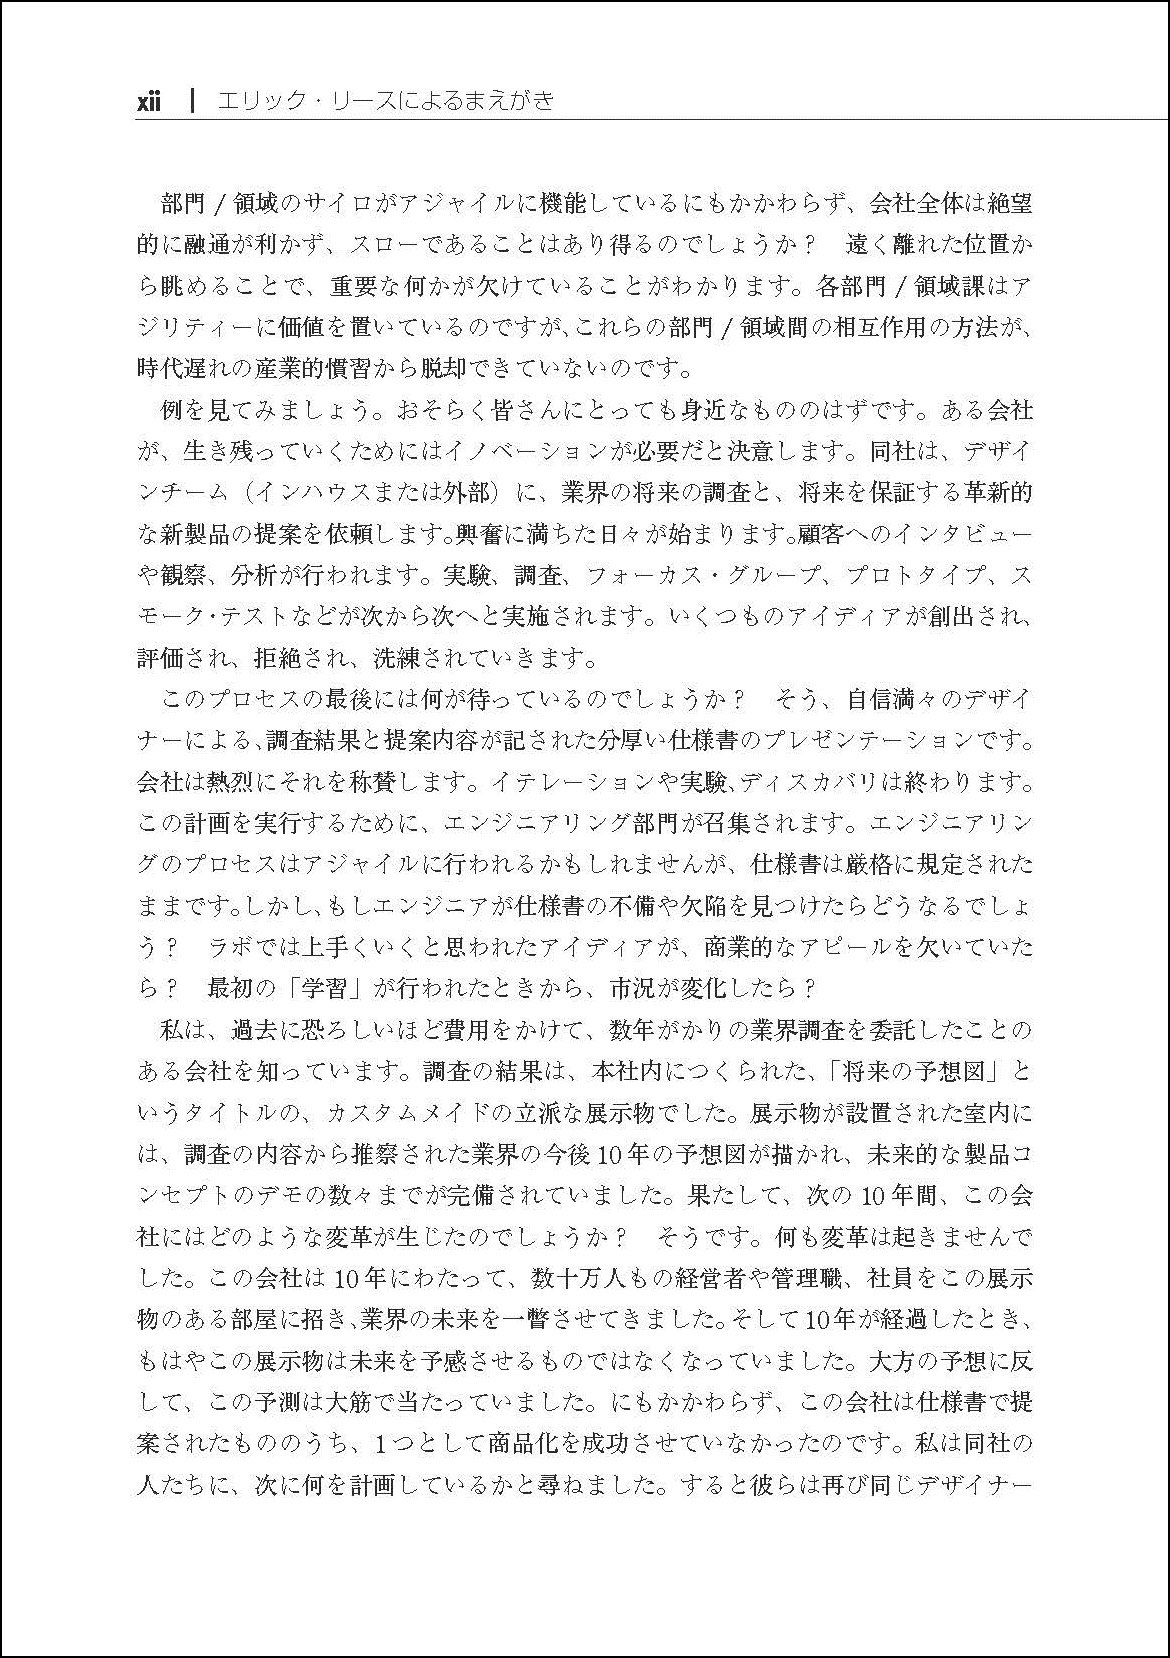 xii | エリック・リースによるまえがき
部門 / 領域のサイロがアジャイルに機能しているにもかかわらず、会社全体は絶望
的に融通が利かず、スローであることはあり得るのでしょうか？　遠く離れた位置か
ら眺めることで、重要な何かが欠けていることがわかります。各部門 / 領域課はア
ジリティーに価値を置いているのですが、これらの部門 / 領域間の相互作用の方法が、
時代遅れの産業的慣習から脱却できていないのです。
例を見てみましょう。おそらく皆さんにとっても身近なもののはずです。ある会社
が、生き残っていくためにはイノベーションが必要だと決意します。同社は、デザイ
ンチーム（インハウスまたは外部）に、業界の将来の調査と、将来を保証する革新的
な新製品の提案を依頼します。興奮に満ちた日々が始まります。顧客へのインタビュー
や観察、分析が行われます。実験、調査、フォーカス・グループ、プロトタイプ、ス
モーク・テストなどが次から次へと実施されます。いくつものアイディアが創出され、
評価され、拒絶され、洗練されていきます。
このプロセスの最後には何が待っているのでしょうか？　そう、自信満々のデザイ
ナーによる、調査結果と提案内容が記された分厚い仕様書のプレゼンテーションです。
会社は熱烈にそれを称賛します。イテレーションや実験、ディスカバリは終わります。
この計画を実行するために、エンジニアリング部門が召集されます。エンジニアリン
グのプロセスはアジャイルに行われるかもしれませんが、仕様書は厳格に規定された
ままです。しかし、もしエンジニアが仕様書の不備や欠陥を見つけたらどうなるでしょ
う？　ラボでは上手くいくと思われたアイディアが、商業的なアピールを欠いていた
ら？　最初の「学習」が行われたときから、市況が変化したら？
私は、過去に恐ろしいほど費用をかけて、数年がかりの業界調査を委託したことの
ある会社を知っています。調査の結果は、本社内につくられた、「将来の予想図」と
いうタイトルの、カスタムメイドの立派な展示物でした。展示物が設置された室内に
は、調査の内容から推察された業界の今後 10 年の予想図が描かれ、未来的な製品コ
ンセプトのデモの数々までが完備されていました。果たして、次の 10 年間、この会
社にはどのような変革が生じたのでしょうか？　そうです。何も変革は起きませんで
した。この会社は 10 年にわたって、数十万人もの経営者や管理職、社員をこの展示
物のある部屋に招き、業界の未来を一瞥させてきました。そして 10 年が経過したとき、
もはやこの展示物は未来を予感させるものではなくなっていました。大方の予想に反
して、この予測は大筋で当たっていました。にもかかわらず、この会社は仕様書で提
案されたもののうち、1 つとして商品化を成功させていなかったのです。私は同社の
人たちに、次に何を計画しているかと尋ねました。すると彼らは再び同じデザイナー